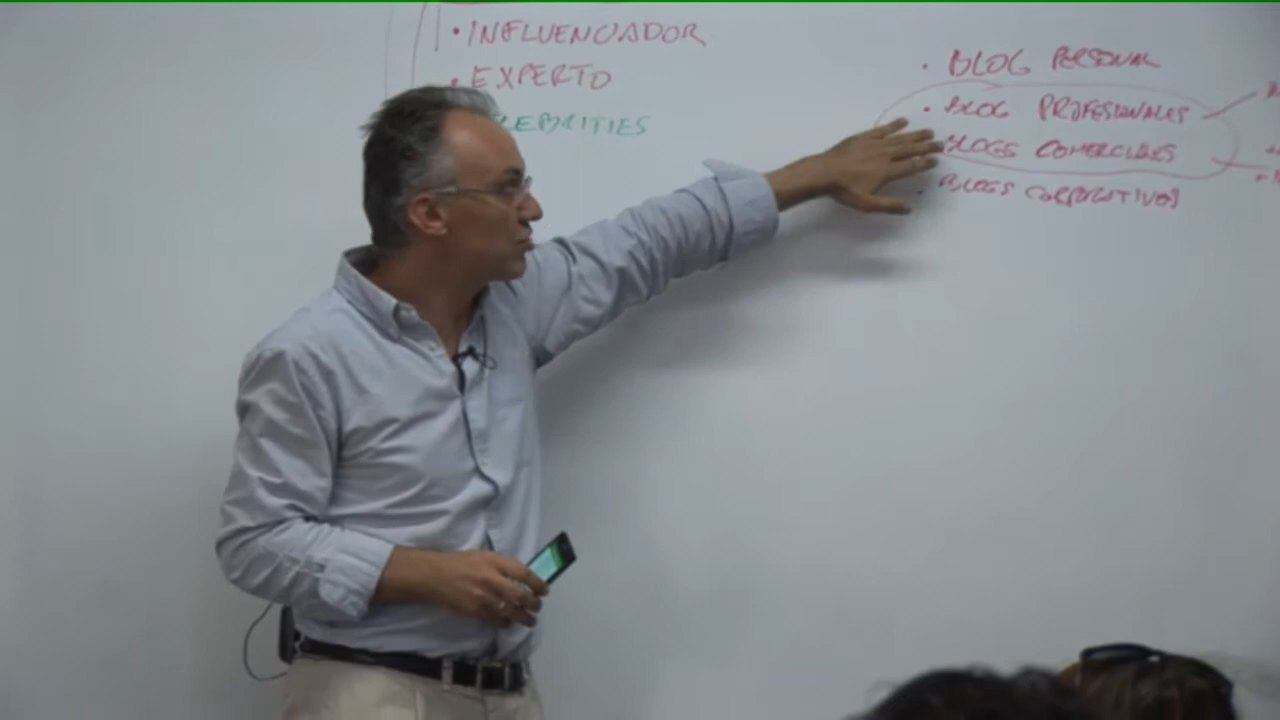 • INFLUENCIADOR
• EXPERTO
CELEBRITIES
• BLOG PERSONAL
• BLOG PROFESIONALES
BLOGS COMERCIALES
• BLOGS CORPORATIVOS